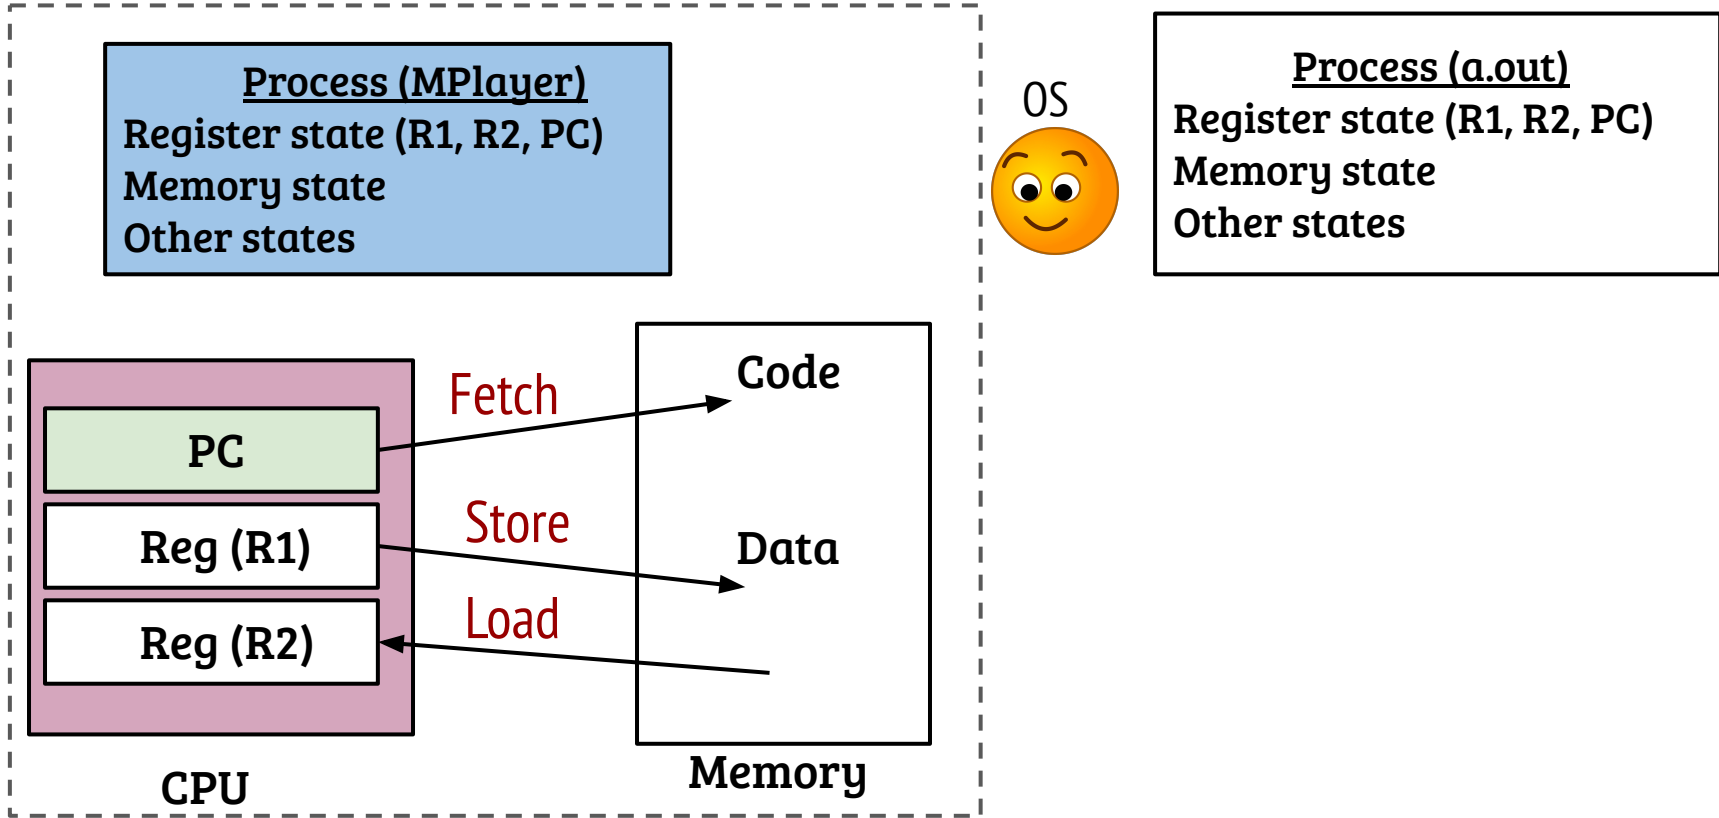 Process (MPlayer)
Register state (R1, R2, PC)
Memory state
Other states
OS
Process (a.out)
Register state (R1, R2, PC)
Memory state
Other states
PC
Reg (R1)
Reg (R2)
CPU
Fetch
Store
Load
Code
Data
Memory